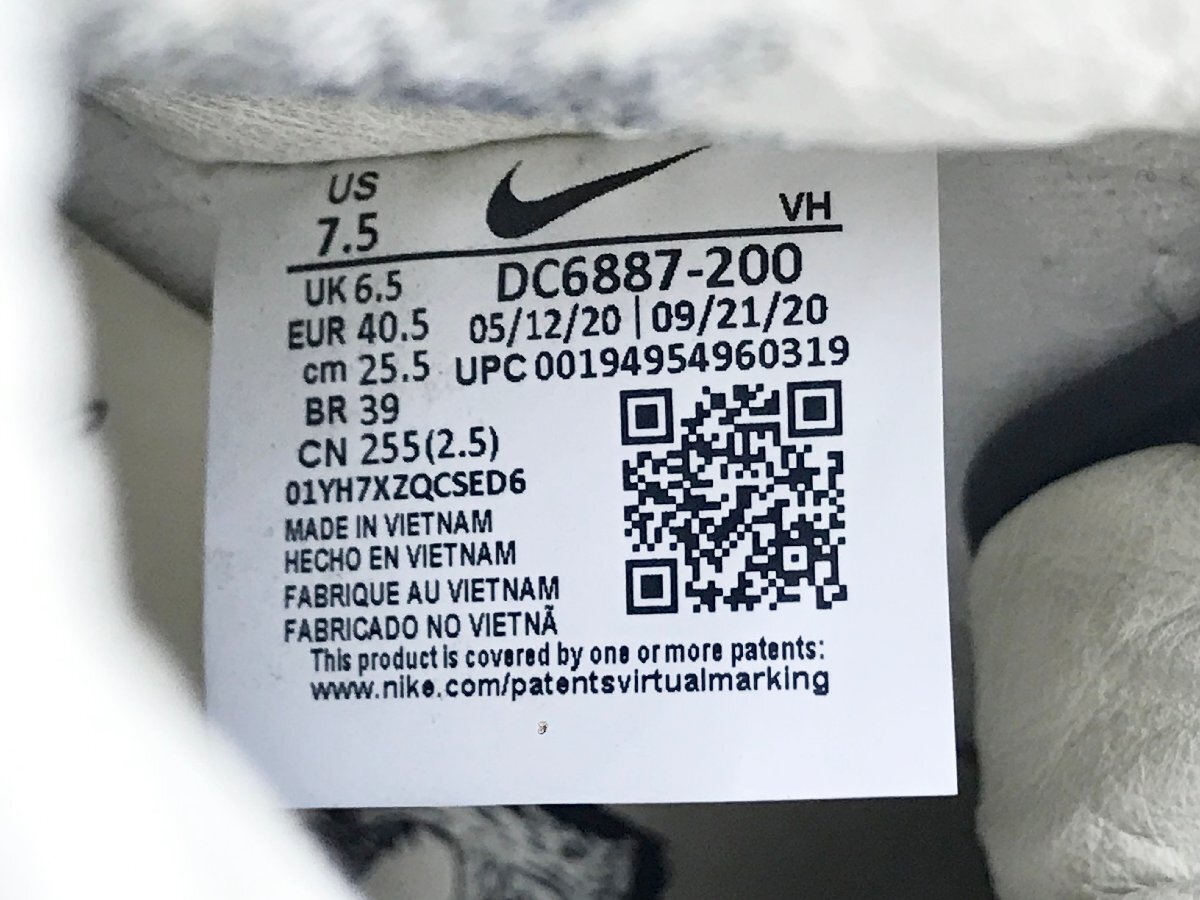 US
7.5
VH
UK 6.5
DC6887-200
EUR 40.5
05/12/20 | 09/21/20
cm 25.5
UPC 00194954960319
BR 39
CN 255(2.5)
01YH7XZQCSED6
MADE IN VIETNAM
HECHO EN VIETNAM
FABRIQUE AU VIETNAM
FABRICADO NO VIETNÃ
This product is covered by one or more patents:
www.nike.com/patentsvirtualmarking